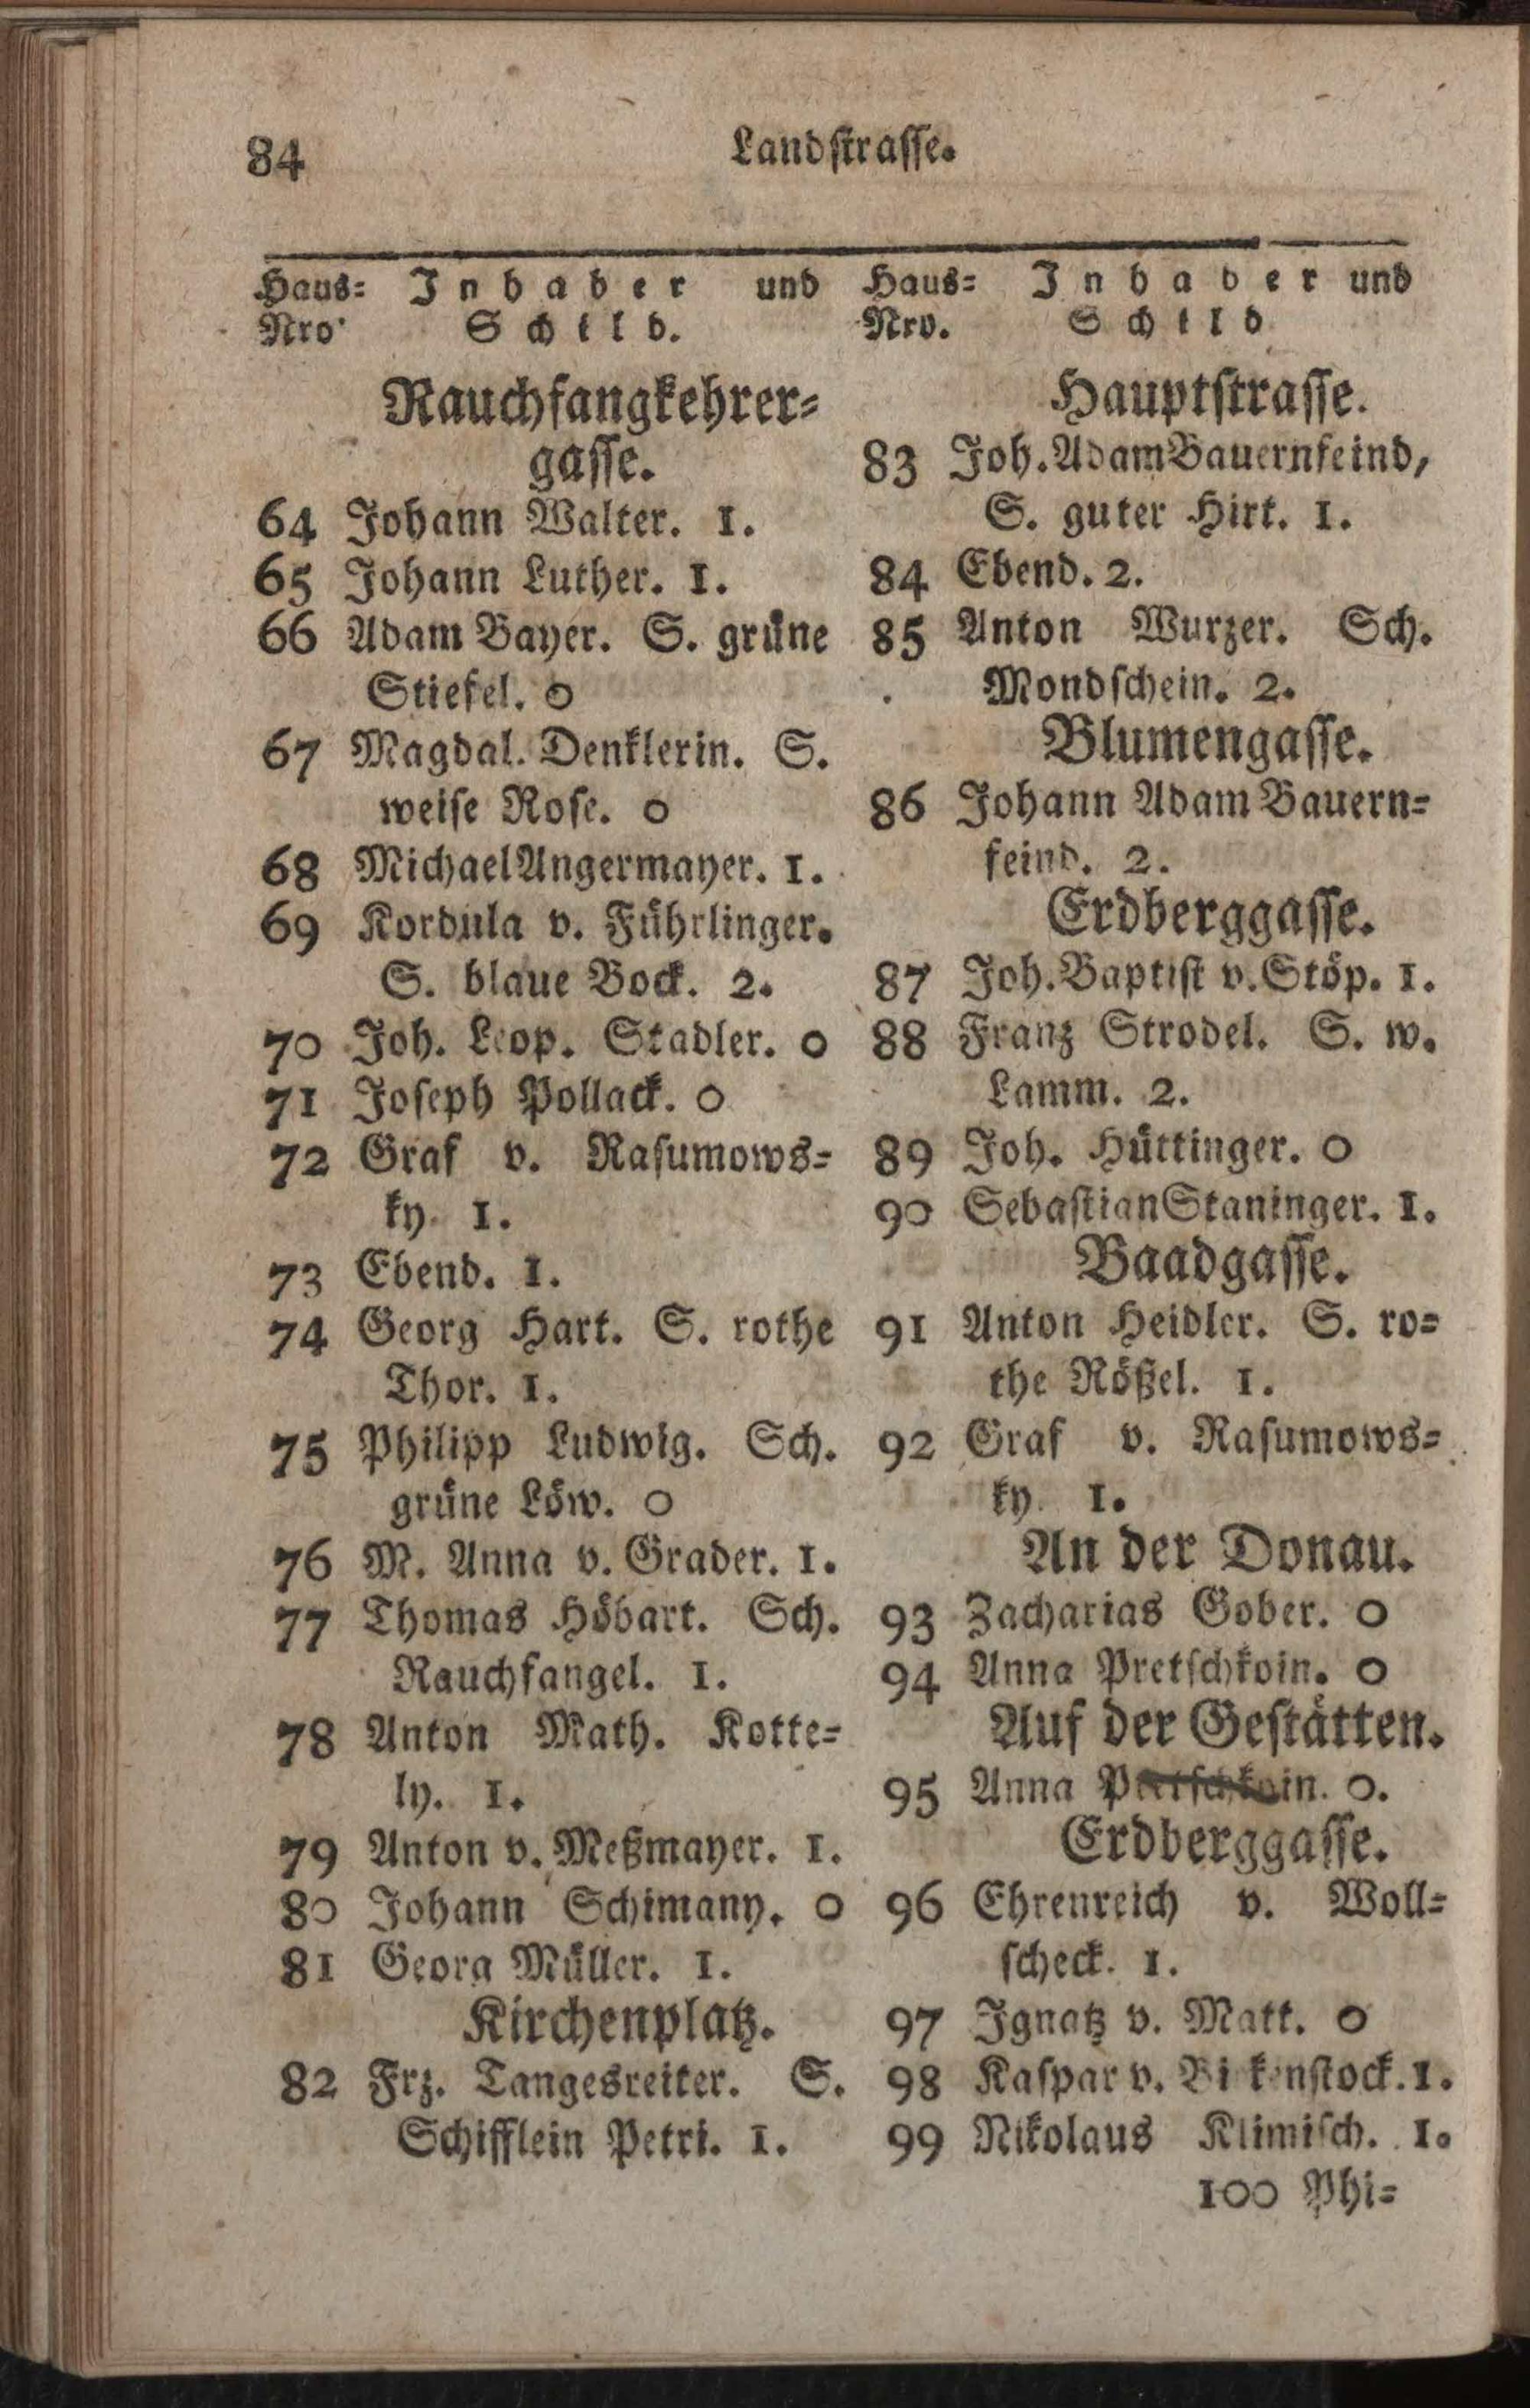 84
Landstrasse.
Haus= Inhaber und
Nro. Schild.
Rauchfangkehrer=
gasse.
64 Johann Walter. 1.
65 Johann Luther. 1.
66 Adam Bayer. S. grüne
Stiefel. 0
67 Magdal. Denklerin. S.
weise Rose. 0
68 Michael Angermayer. 1.
69 Kordula v. Führlinger.
S. blaue Bock. 2.
70 Joh. Leop. Stadler. 0
71 Joseph Pollack. 0
72 Graf v. Rasumows=
ky. 1.
73 Ebend. 1.
74 Georg Hart. S. rothe
Thor. 1.
75 Philipp Ludwig. Sch.
grüne Löw. 0
76 M. Anna v. Grader. 1.
77 Thomas Höbart. Sch.
Rauchfangel. 1.
78 Anton Math. Kotte=
ly. 1.
79 Anton v. Meßmayer. 1.
80 Johann Schimany. 0
81 Georg Müller. 1.
Kirchenplatz.
82 Frz. Tangesreiter. S.
Schifflein Petri. 1.
Haus= Inhaber und
Nro. Schild
Hauptstrasse.
83 Joh. Adam Bauernfeind,
S. guter Hirt. 1.
84 Ebend. 2.
85 Anton Wurzer. Sch.
Mondschein. 2.
Blumengasse.
86 Johann Adam Bauern=
feind. 2.
Erdberggasse.
87 Joh. Baptist v. Stöp. 1.
88 Franz Strodel. S. w.
Lamm. 2.
89 Joh. Hüttinger. 0
90 Sebastian Staninger. 1.
Baadgasse.
91 Anton Heidler. S. ro=
the Rößel. 1.
92 Graf v. Rasumows=
ky. 1.
An der Donau.
93 Zacharias Gober. 0
94 Anna Pretschkoin. 0
Auf der Gestätten.
95 Anna Pretschkoin. 0.
Erdberggasse.
96 Ehrenreich v. Woll=
scheck. 1.
97 Ignatz v. Matt. 0
98 Kaspar v. Bi kenstock. 1.
99 Nikolaus Klimisch. 1.
100 Phi=